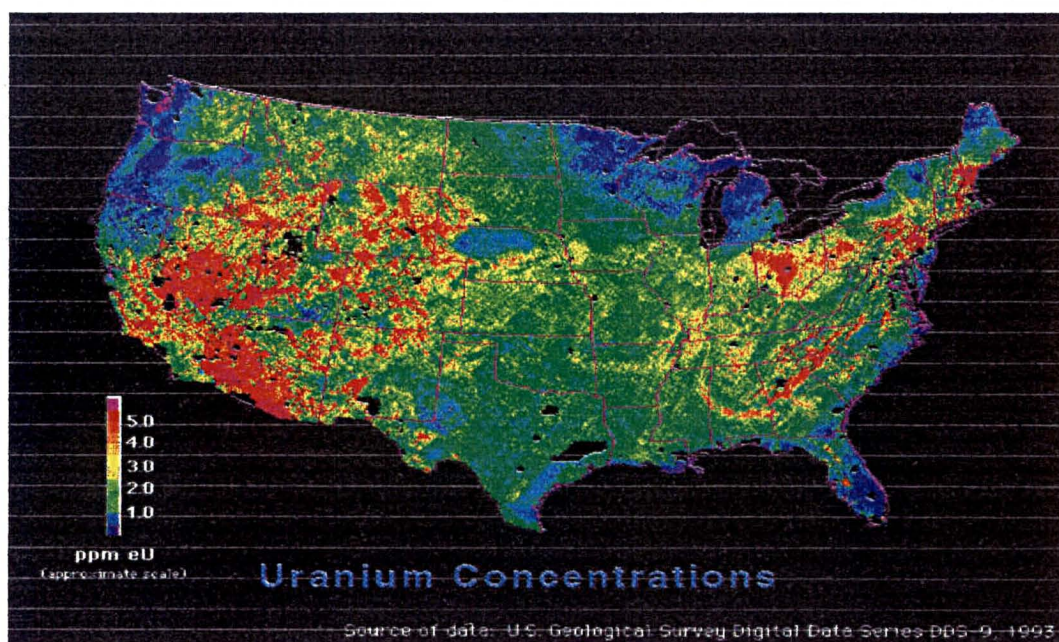 5.0
4.0
3.0
2.0
1.0
ppm eU
(approximate scale)
Uranium Concentrations
Source of data: U.S. Geological Survey Digital Data Series DDS-9, 1993